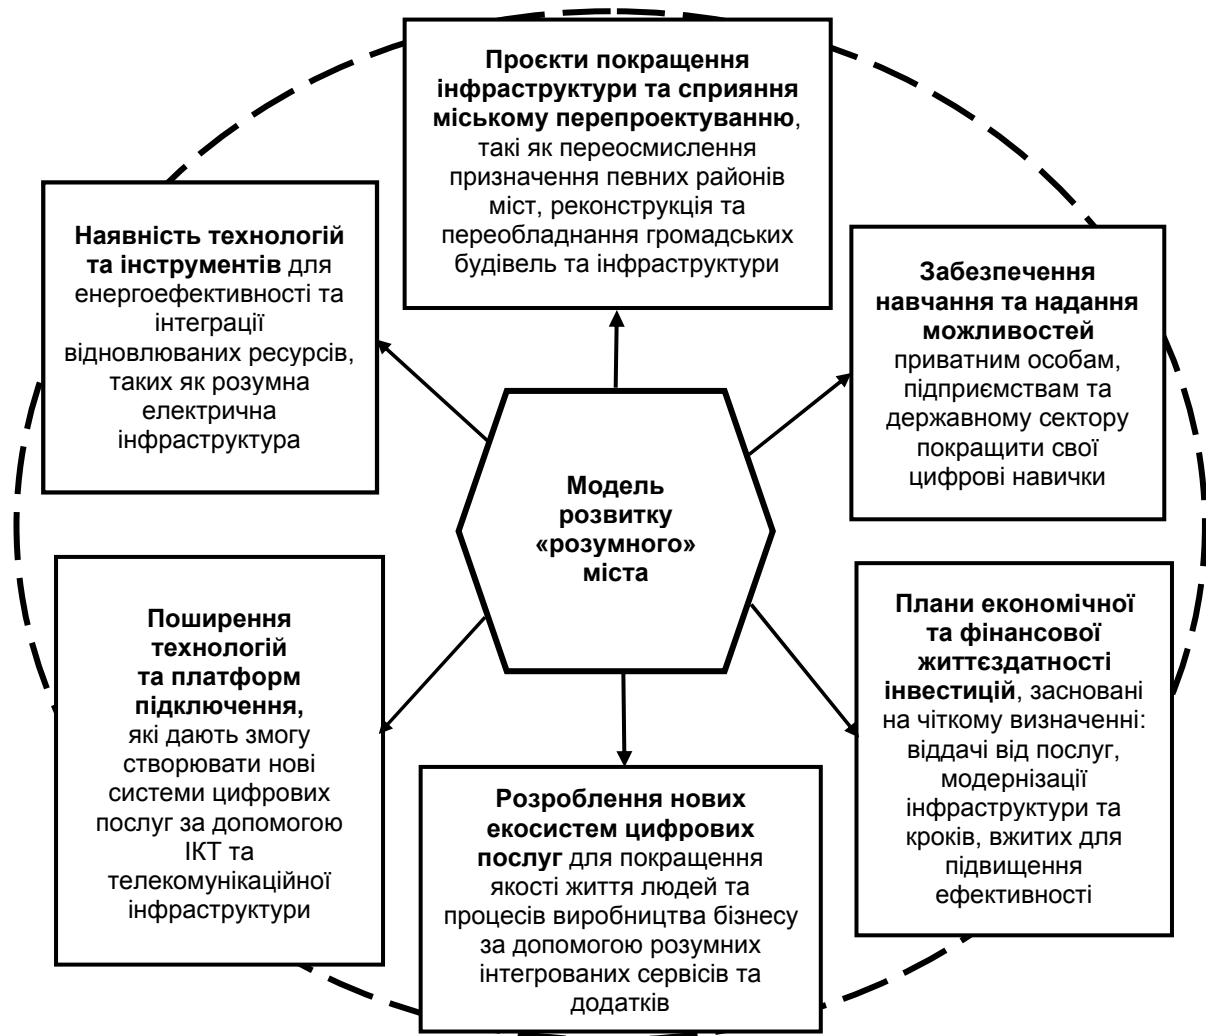 Проєкти покращення
інфраструктури та сприяння
міському перепроектуванню,
такі як переосмислення
призначення певних районів
міст, реконструкція та
переобладнання громадських
будівель та інфраструктури
Наявність технологій
та інструментів для
енергоефективності та
інтеграції
відновлюваних ресурсів,
таких як розумна
електрична
інфраструктура
Забезпечення
навчання та надання
можливостей
приватним особам,
підприємствам та
державному сектору
покращити свої
цифрові навички
Модель
розвитку
«розумного»
міста
Поширення
технологій
та платформ
підключення,
які дають змогу
створювати нові
системи цифрових
послуг за допомогою
ІКТ та
телекомунікаційної
інфраструктури
Плани економічної
та фінансової
життєздатності
інвестицій, засновані
на чіткому визначенні:
віддачі від послуг,
модернізації
інфраструктури та
кроків, вжитих для
підвищення
ефективності
Розроблення нових
екосистем цифрових
послуг для покращення
якості життя людей та
процесів виробництва бізнесу
за допомогою розумних
інтегрованих сервісів та
додатків